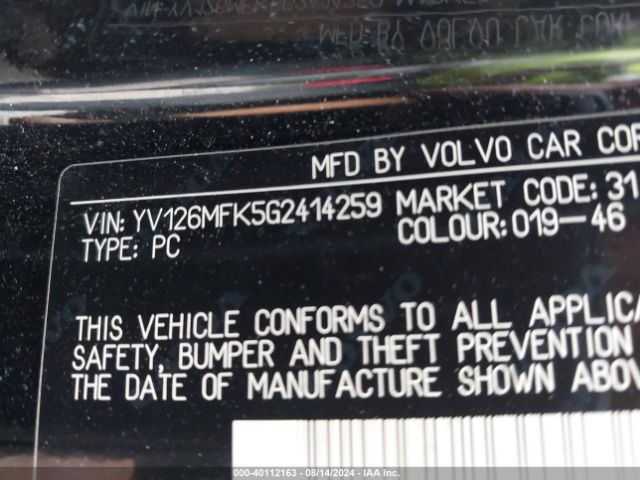 MFD BY VOLVO CAR COR
VIN: YV126MFK5G2414259 MARKET CODE: 31
TYPE: PC COLOUR: 019-46
THIS VEHICLE CONFORMS TO ALL APPLICA
SAFETY, BUMPER AND THEFT PREVENTION
THE DATE OF MANUFACTURE SHOWN ABOV
000-40112163 - 08/14/2024 - IAA Inc.